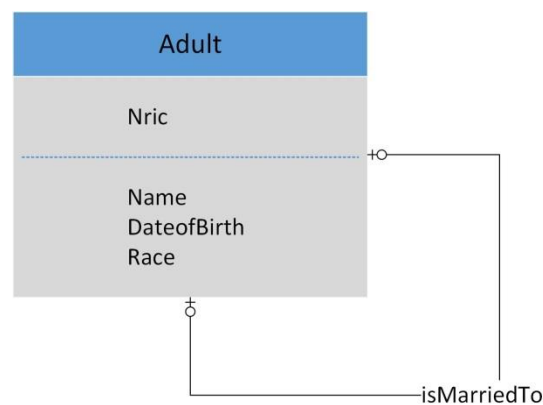 Adult
Nric
Name
DateofBirth
Race
isMarriedTo